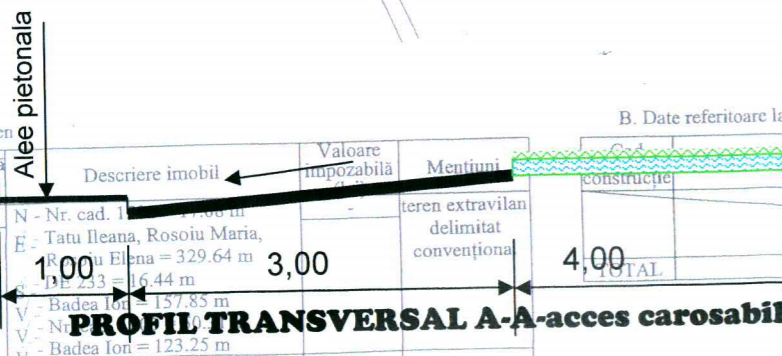 Alee pietonala
B. Date referitoare la
Descriere imobil
Valoare
impozabilă
Mențiuni
construcție
N - Nr. cad.
teren extravilan
delimitat
convențional
E - Tatu Ileana, Rosoiu Maria,
Elena = 329.64 m
1,00
3,00
4,00
S - DE 233 = 16.44 m
TOTAL
V - Badea Ion = 157.85 m
V - Nr
PROFIL TRANSVERSAL A-A-acces carosabil
V - Badea Ion = 123.25 m